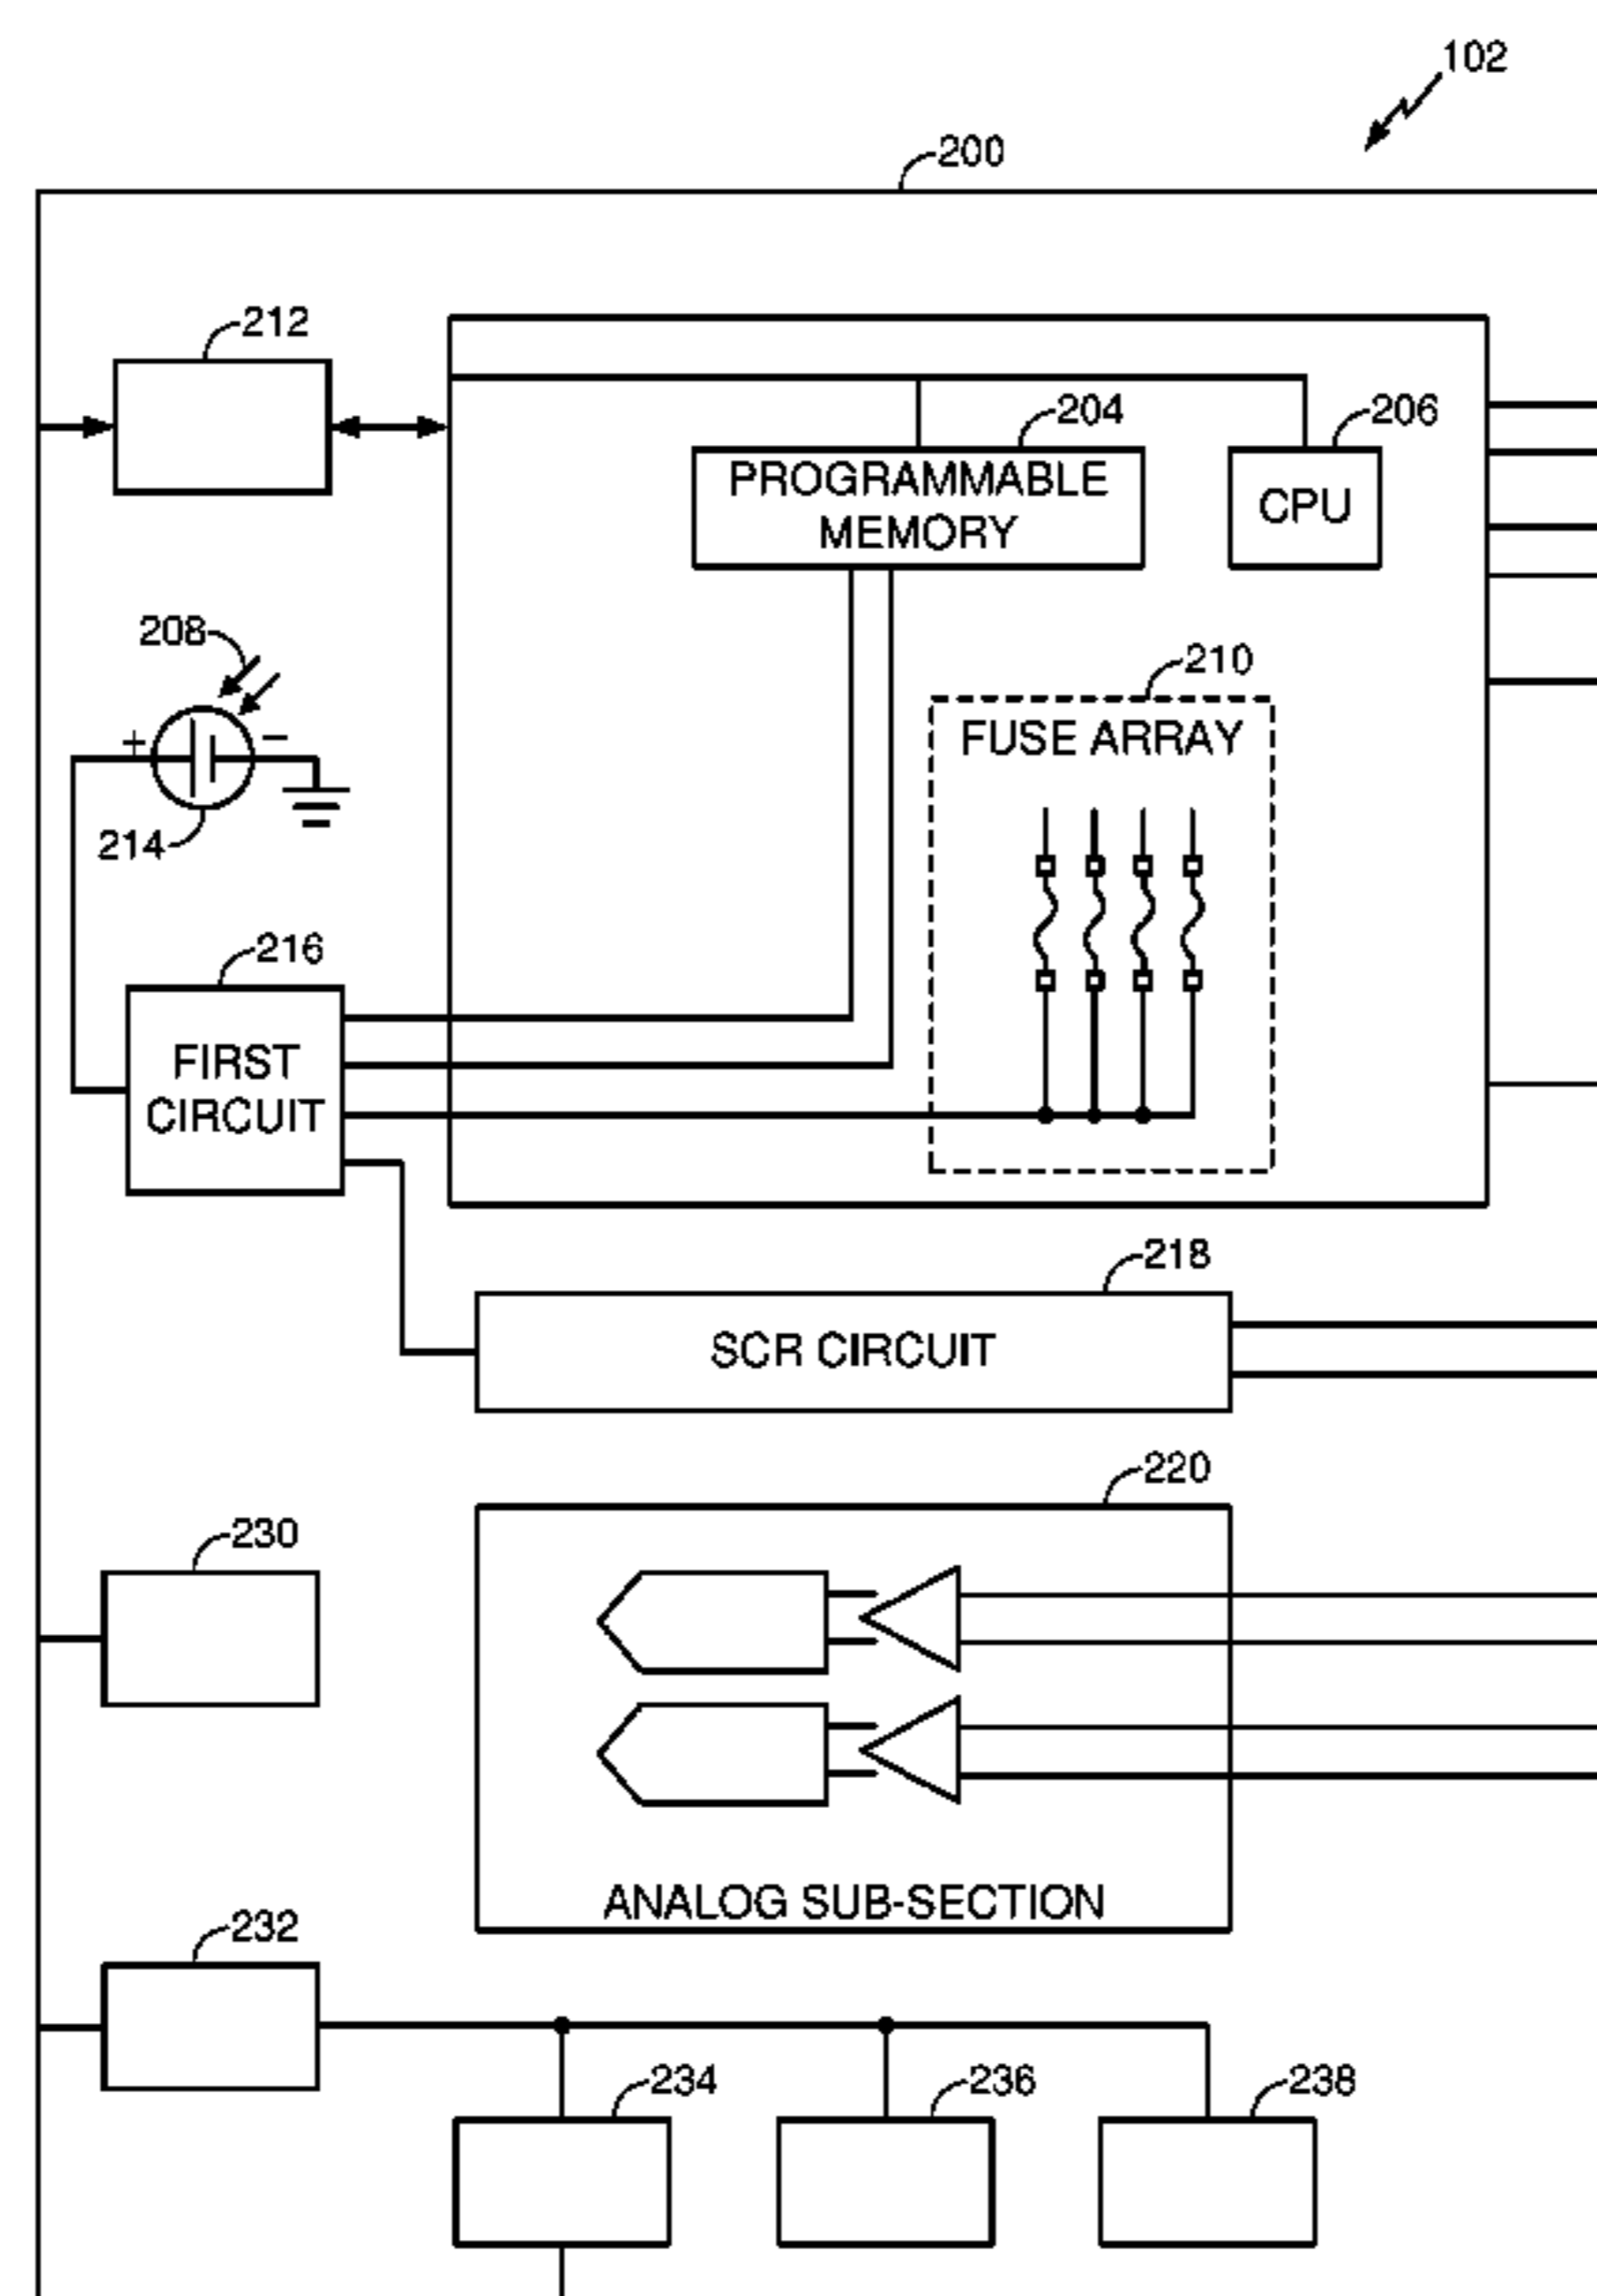 102
200
212
204
206
PROGRAMMABLE
MEMORY
CPU
208
210
FUSE ARRAY
+
−
214
216
FIRST
CIRCUIT
218
SCR CIRCUIT
220
230
ANALOG SUB-SECTION
232
234
236
238